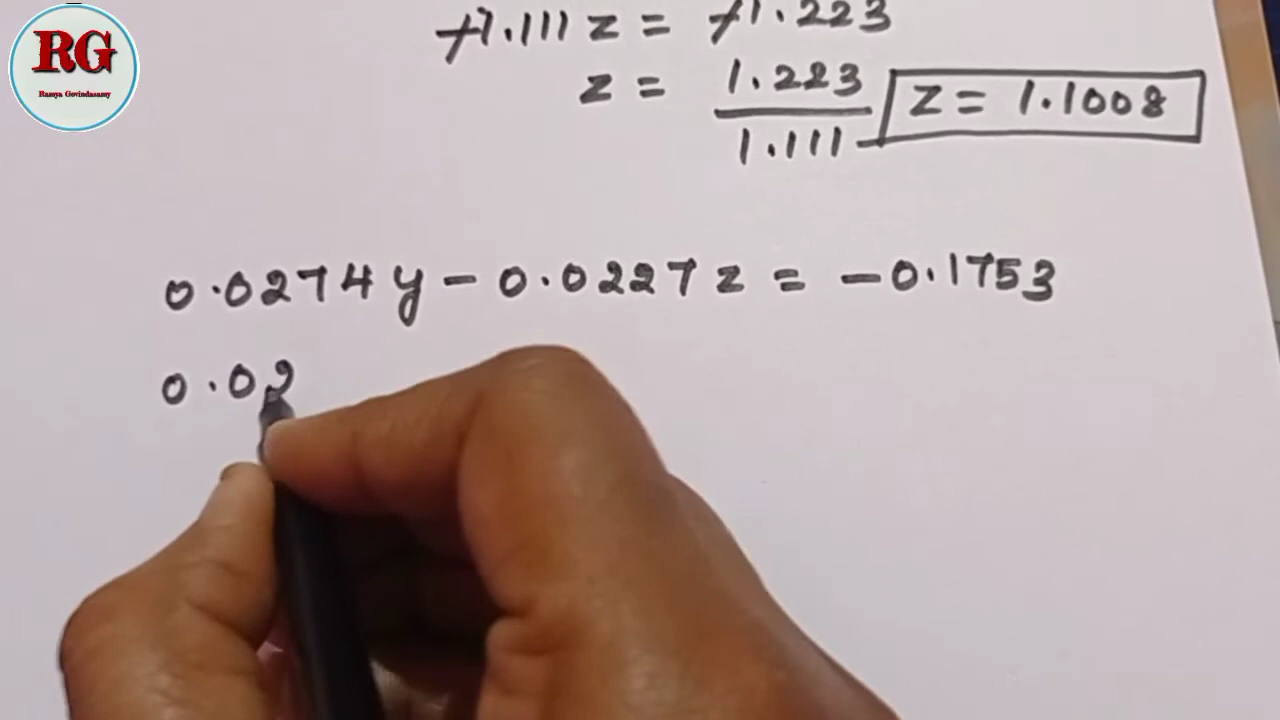 RG
Ramya Govindasamy
+1.111 z = +1.223
z = 1.223 / 1.111
z = 1.1008
0.0274 y - 0.0227 z = -0.1753
0.02